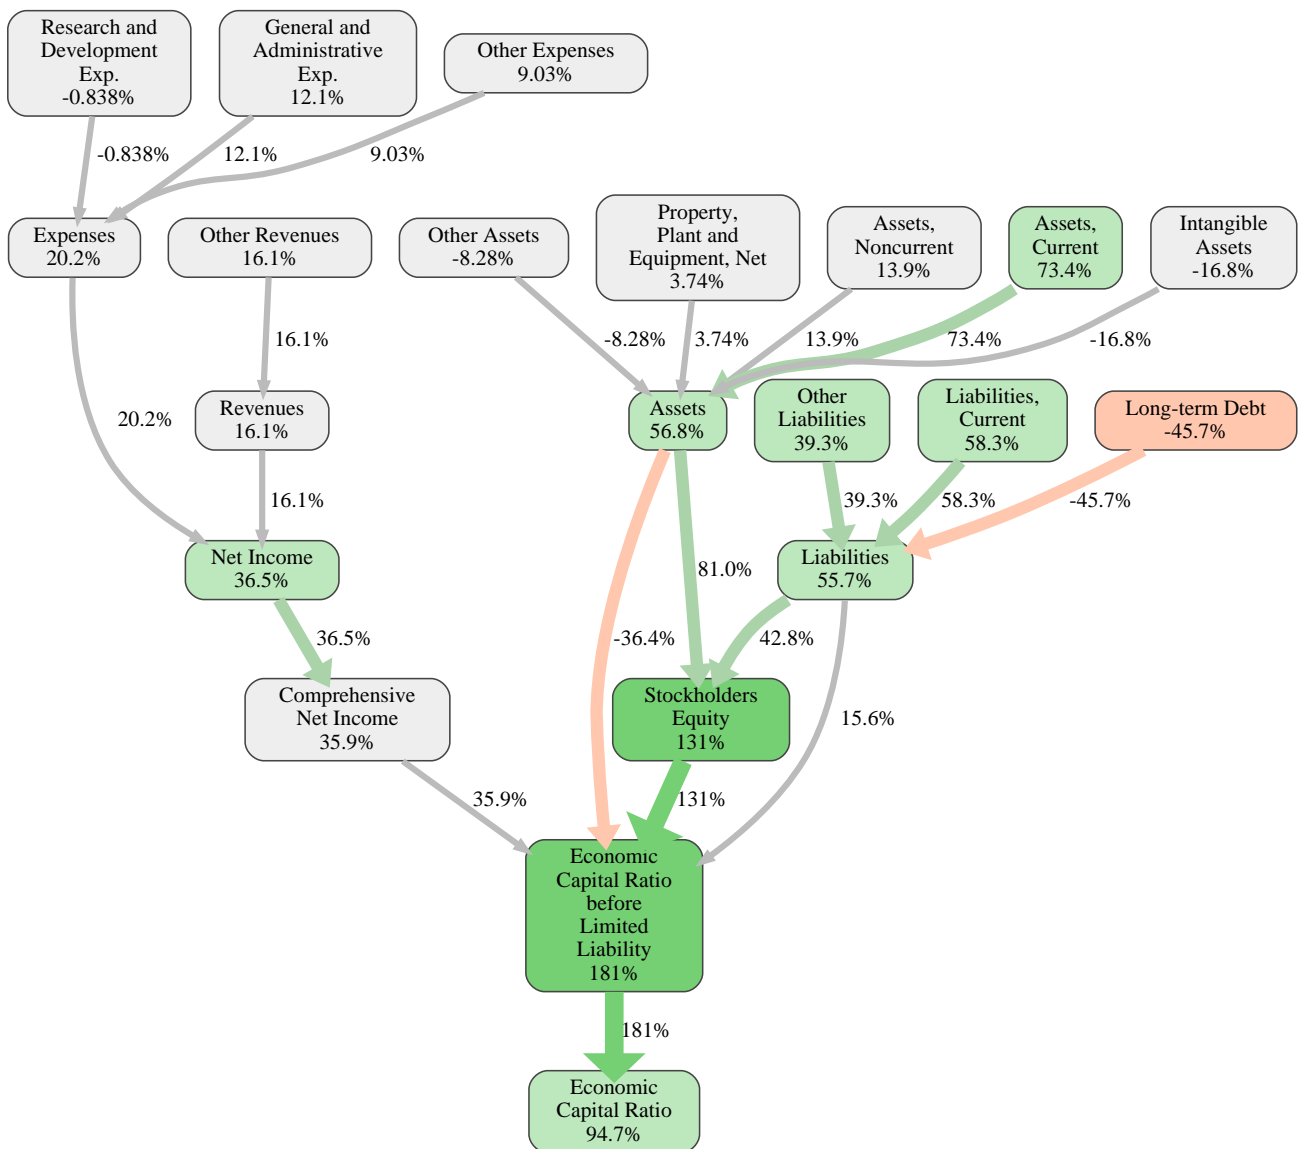 Research and
Development
Exp.
-0.838%
General and
Administrative
Exp.
12.1%
Other Expenses
9.03%
-0.838%
12.1%
9.03%
Expenses
20.2%
Other Revenues
16.1%
Other Assets
-8.28%
Property,
Plant and
Equipment, Net
3.74%
Assets,
Noncurrent
13.9%
Assets,
Current
73.4%
Intangible
Assets
-16.8%
16.1%
-8.28%
3.74%
13.9%
73.4%
-16.8%
20.2%
Revenues
16.1%
Assets
56.8%
Other
Liabilities
39.3%
Liabilities,
Current
58.3%
Long-term Debt
-45.7%
16.1%
39.3%
58.3%
-45.7%
Net Income
36.5%
81.0%
Liabilities
55.7%
36.5%
-36.4%
42.8%
Comprehensive
Net Income
35.9%
Stockholders
Equity
131%
15.6%
35.9%
131%
Economic
Capital Ratio
before
Limited
Liability
181%
181%
Economic
Capital Ratio
94.7%